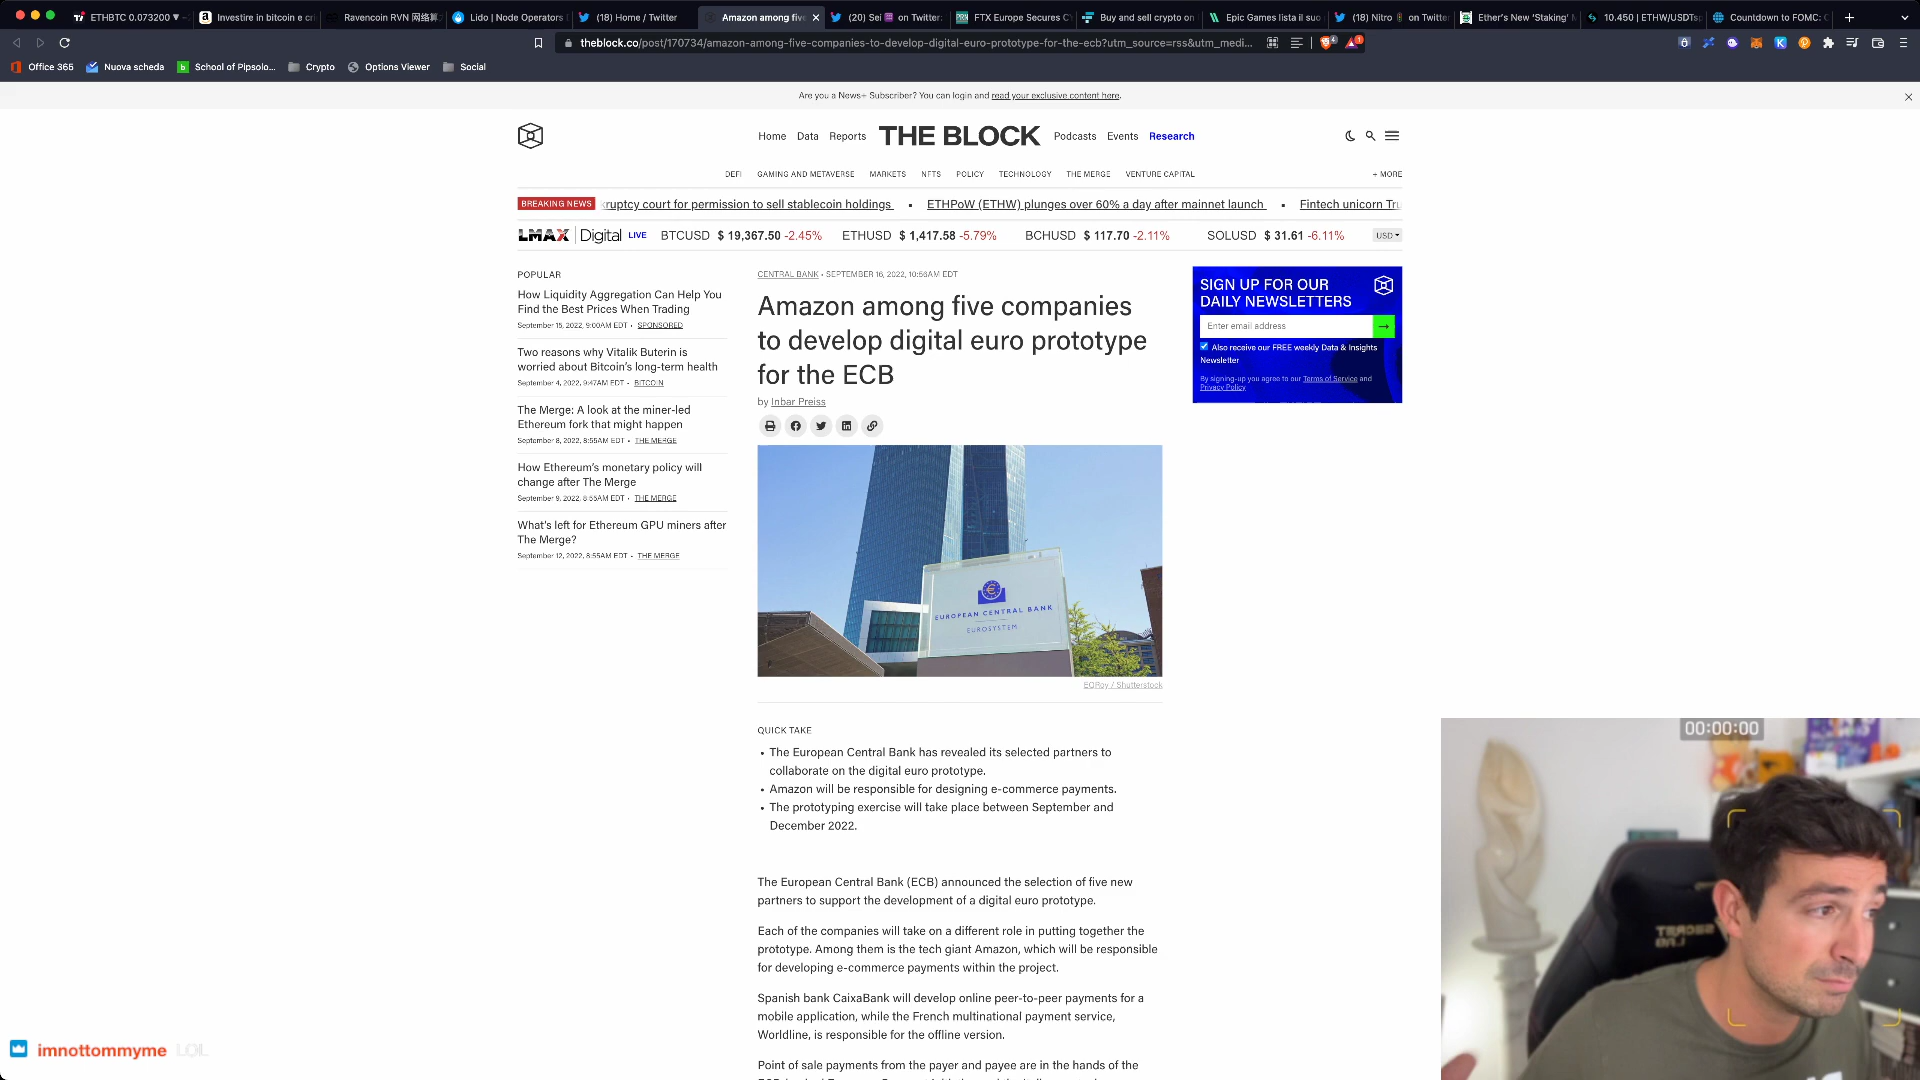 ETHBTC 0.073200 ▼
Investire in bitcoin e cr
Ravencoin RVN 网络算
Lido | Node Operators
(18) Home / Twitter
Amazon among five
(20) Sei on Twitter:
FTX Europe Secures C
Buy and sell crypto on
Epic Games lista il suo
(18) Nitro on Twitte
Ether's New 'Staking'
10.450 | ETHW/USDTs
Countdown to FOMC:
theblock.co/post/170734/amazon-among-five-companies-to-develop-digital-euro-prototype-for-the-ecb?utm_source=rss&utm_medi...
Office 365
Nuova scheda
School of Pipsolo...
Crypto
Options Viewer
Social
Are you a News+ Subscriber? You can login and read your exclusive content here.
Home Data Reports THE BLOCK Podcasts Events Research
DEFI GAMING AND METAVERSE MARKETS NFTS POLICY TECHNOLOGY THE MERGE VENTURE CAPITAL + MORE
BREAKING NEWS ruptcy court for permission to sell stablecoin holdings ▪ ETHPoW (ETHW) plunges over 60% a day after mainnet launch ▪ Fintech unicorn Tru
LMAX Digital LIVE BTCUSD $ 19,367.50 -2.45% ETHUSD $ 1,417.58 -5.79% BCHUSD $ 117.70 -2.11% SOLUSD $ 31.61 -6.11% USD
POPULAR
How Liquidity Aggregation Can Help You
Find the Best Prices When Trading
September 15, 2022, 9:00AM EDT • SPONSORED
Two reasons why Vitalik Buterin is
worried about Bitcoin's long-term health
September 4, 2022, 9:47AM EDT • BITCOIN
The Merge: A look at the miner-led
Ethereum fork that might happen
September 8, 2022, 8:55AM EDT • THE MERGE
How Ethereum's monetary policy will
change after The Merge
September 9, 2022, 8:55AM EDT • THE MERGE
What's left for Ethereum GPU miners after
The Merge?
September 12, 2022, 8:55AM EDT • THE MERGE
CENTRAL BANK • SEPTEMBER 16, 2022, 10:56AM EDT
Amazon among five companies
to develop digital euro prototype
for the ECB
by Inbar Preiss
EUROPEAN CENTRAL BANK
EUROSYSTEM
EQRoy / Shutterstock
QUICK TAKE
• The European Central Bank has revealed its selected partners to
collaborate on the digital euro prototype.
• Amazon will be responsible for designing e-commerce payments.
• The prototyping exercise will take place between September and
December 2022.
The European Central Bank (ECB) announced the selection of five new
partners to support the development of a digital euro prototype.
Each of the companies will take on a different role in putting together the
prototype. Among them is the tech giant Amazon, which will be responsible
for developing e-commerce payments within the project.
Spanish bank CaixaBank will develop online peer-to-peer payments for a
mobile application, while the French multinational payment service,
Worldline, is responsible for the offline version.
Point of sale payments from the payer and payee are in the hands of the
SIGN UP FOR OUR
DAILY NEWSLETTERS
Enter email address
Also receive our FREE weekly Data & Insights
Newsletter
By signing-up you agree to our Terms of Service and
Privacy Policy
00:00:00
SECRET
LAB
imnottommyme LOL